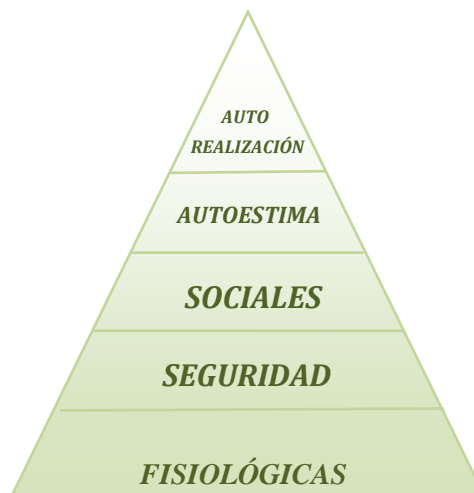 AUTO
REALIZACIÓN
AUTOESTIMA
SOCIALES
SEGURIDAD
FISIOLÓGICAS